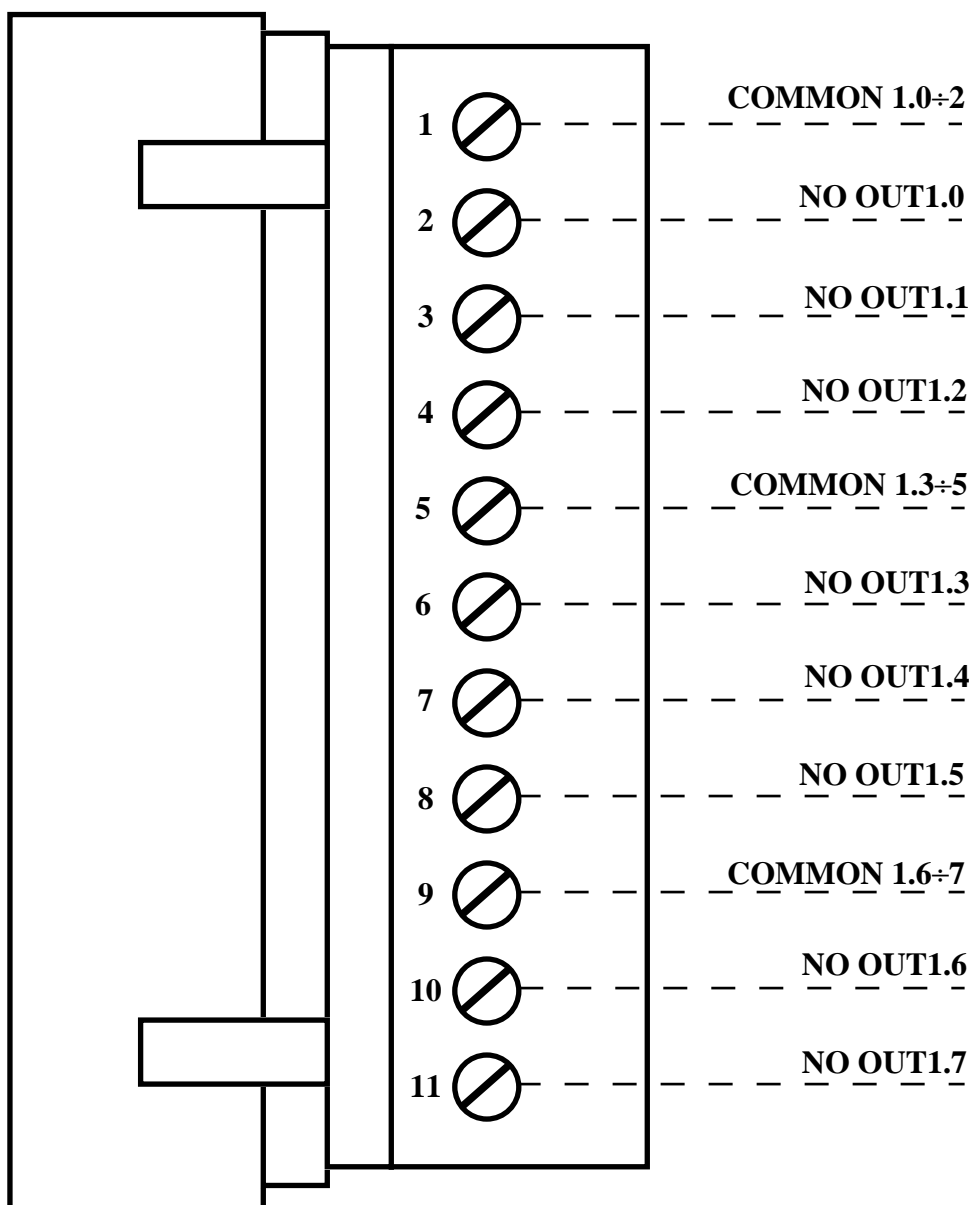 1 COMMON 1.0÷2
2 NO OUT1.0
3 NO OUT1.1
4 NO OUT1.2
5 COMMON 1.3÷5
6 NO OUT1.3
7 NO OUT1.4
8 NO OUT1.5
9 COMMON 1.6÷7
10 NO OUT1.6
11 NO OUT1.7